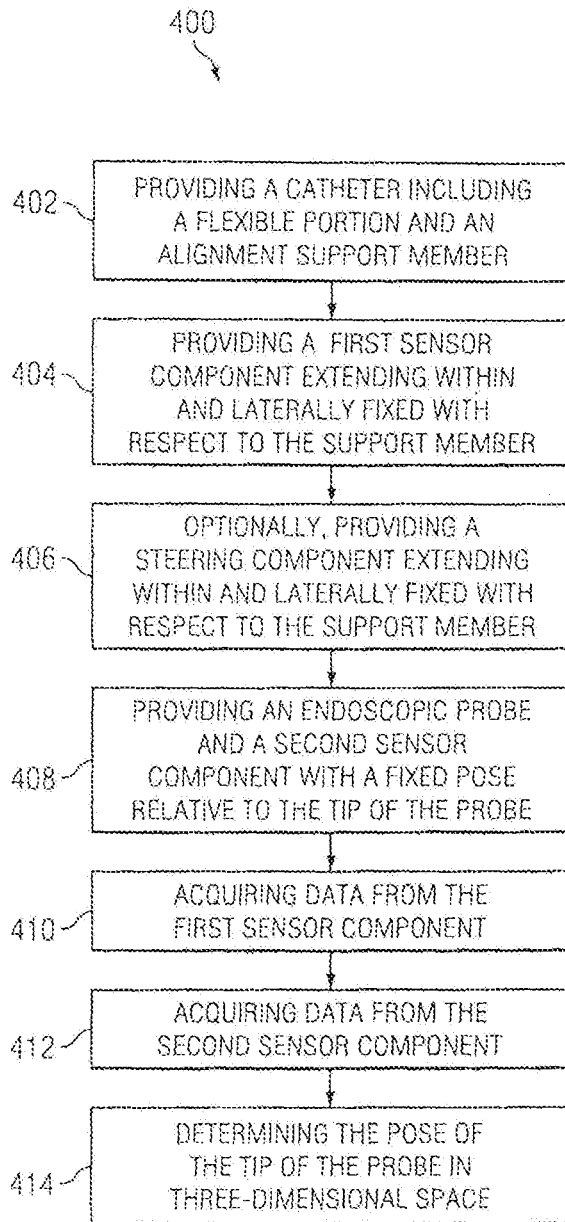 400
402
PROVIDING A CATHETER INCLUDING
A FLEXIBLE PORTION AND AN
ALIGNMENT SUPPORT MEMBER
404
PROVIDING A FIRST SENSOR
COMPONENT EXTENDING WITHIN
AND LATERALLY FIXED WITH
RESPECT TO THE SUPPORT MEMBER
406
OPTIONALLY, PROVIDING A
STEERING COMPONENT EXTENDING
WITHIN AND LATERALLY FIXED WITH
RESPECT TO THE SUPPORT MEMBER
408
PROVIDING AN ENDOSCOPIC PROBE
AND A SECOND SENSOR
COMPONENT WITH A FIXED POSE
RELATIVE TO THE TIP OF THE PROBE
410
ACQUIRING DATA FROM THE
FIRST SENSOR COMPONENT
412
ACQUIRING DATA FROM THE
SECOND SENSOR COMPONENT
414
DETERMINING THE POSE OF
THE TIP OF THE PROBE IN
THREE-DIMENSIONAL SPACE